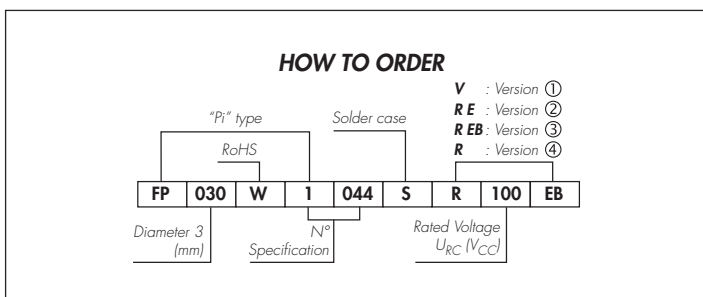 HOW TO ORDER
V : Version ①
R E : Version ②
R EB : Version ③
R : Version ④
"Pi" type
Solder case
RoHS
FP 030 W 1 044 S R 100 EB
Diameter 3
(mm)
N°
Specification
Rated Voltage
URC (VCC)